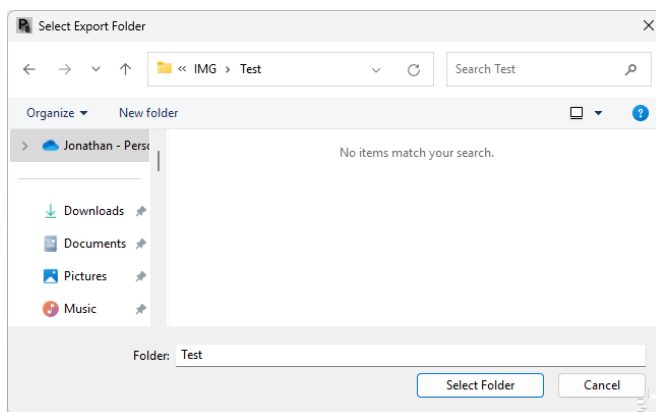 Select Export Folder
« IMG > Test
Search Test
Organize
New folder
Jonathan - Perso
No items match your search.
Downloads
Documents
Pictures
Music
Folder: Test
Select Folder
Cancel